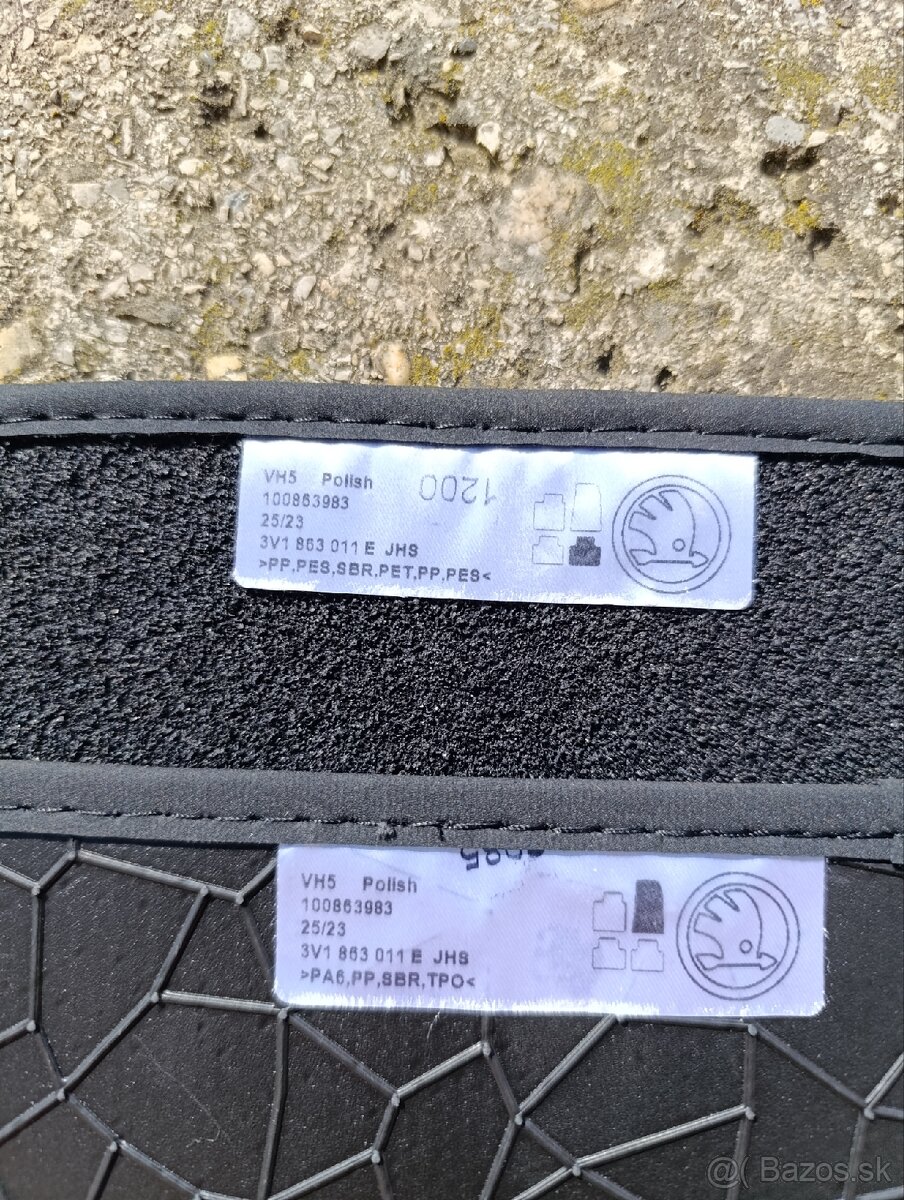 VH5 Polish 1200
100863983
25/23
3V1 863 011 E JHS
>PP,PES,SBR,PET,PP,PES<
VH5 Polish
100863983
25/23
3V1 863 011 E JHS
>PA6,PP,SBR,TPO<
@( Bazos.sk